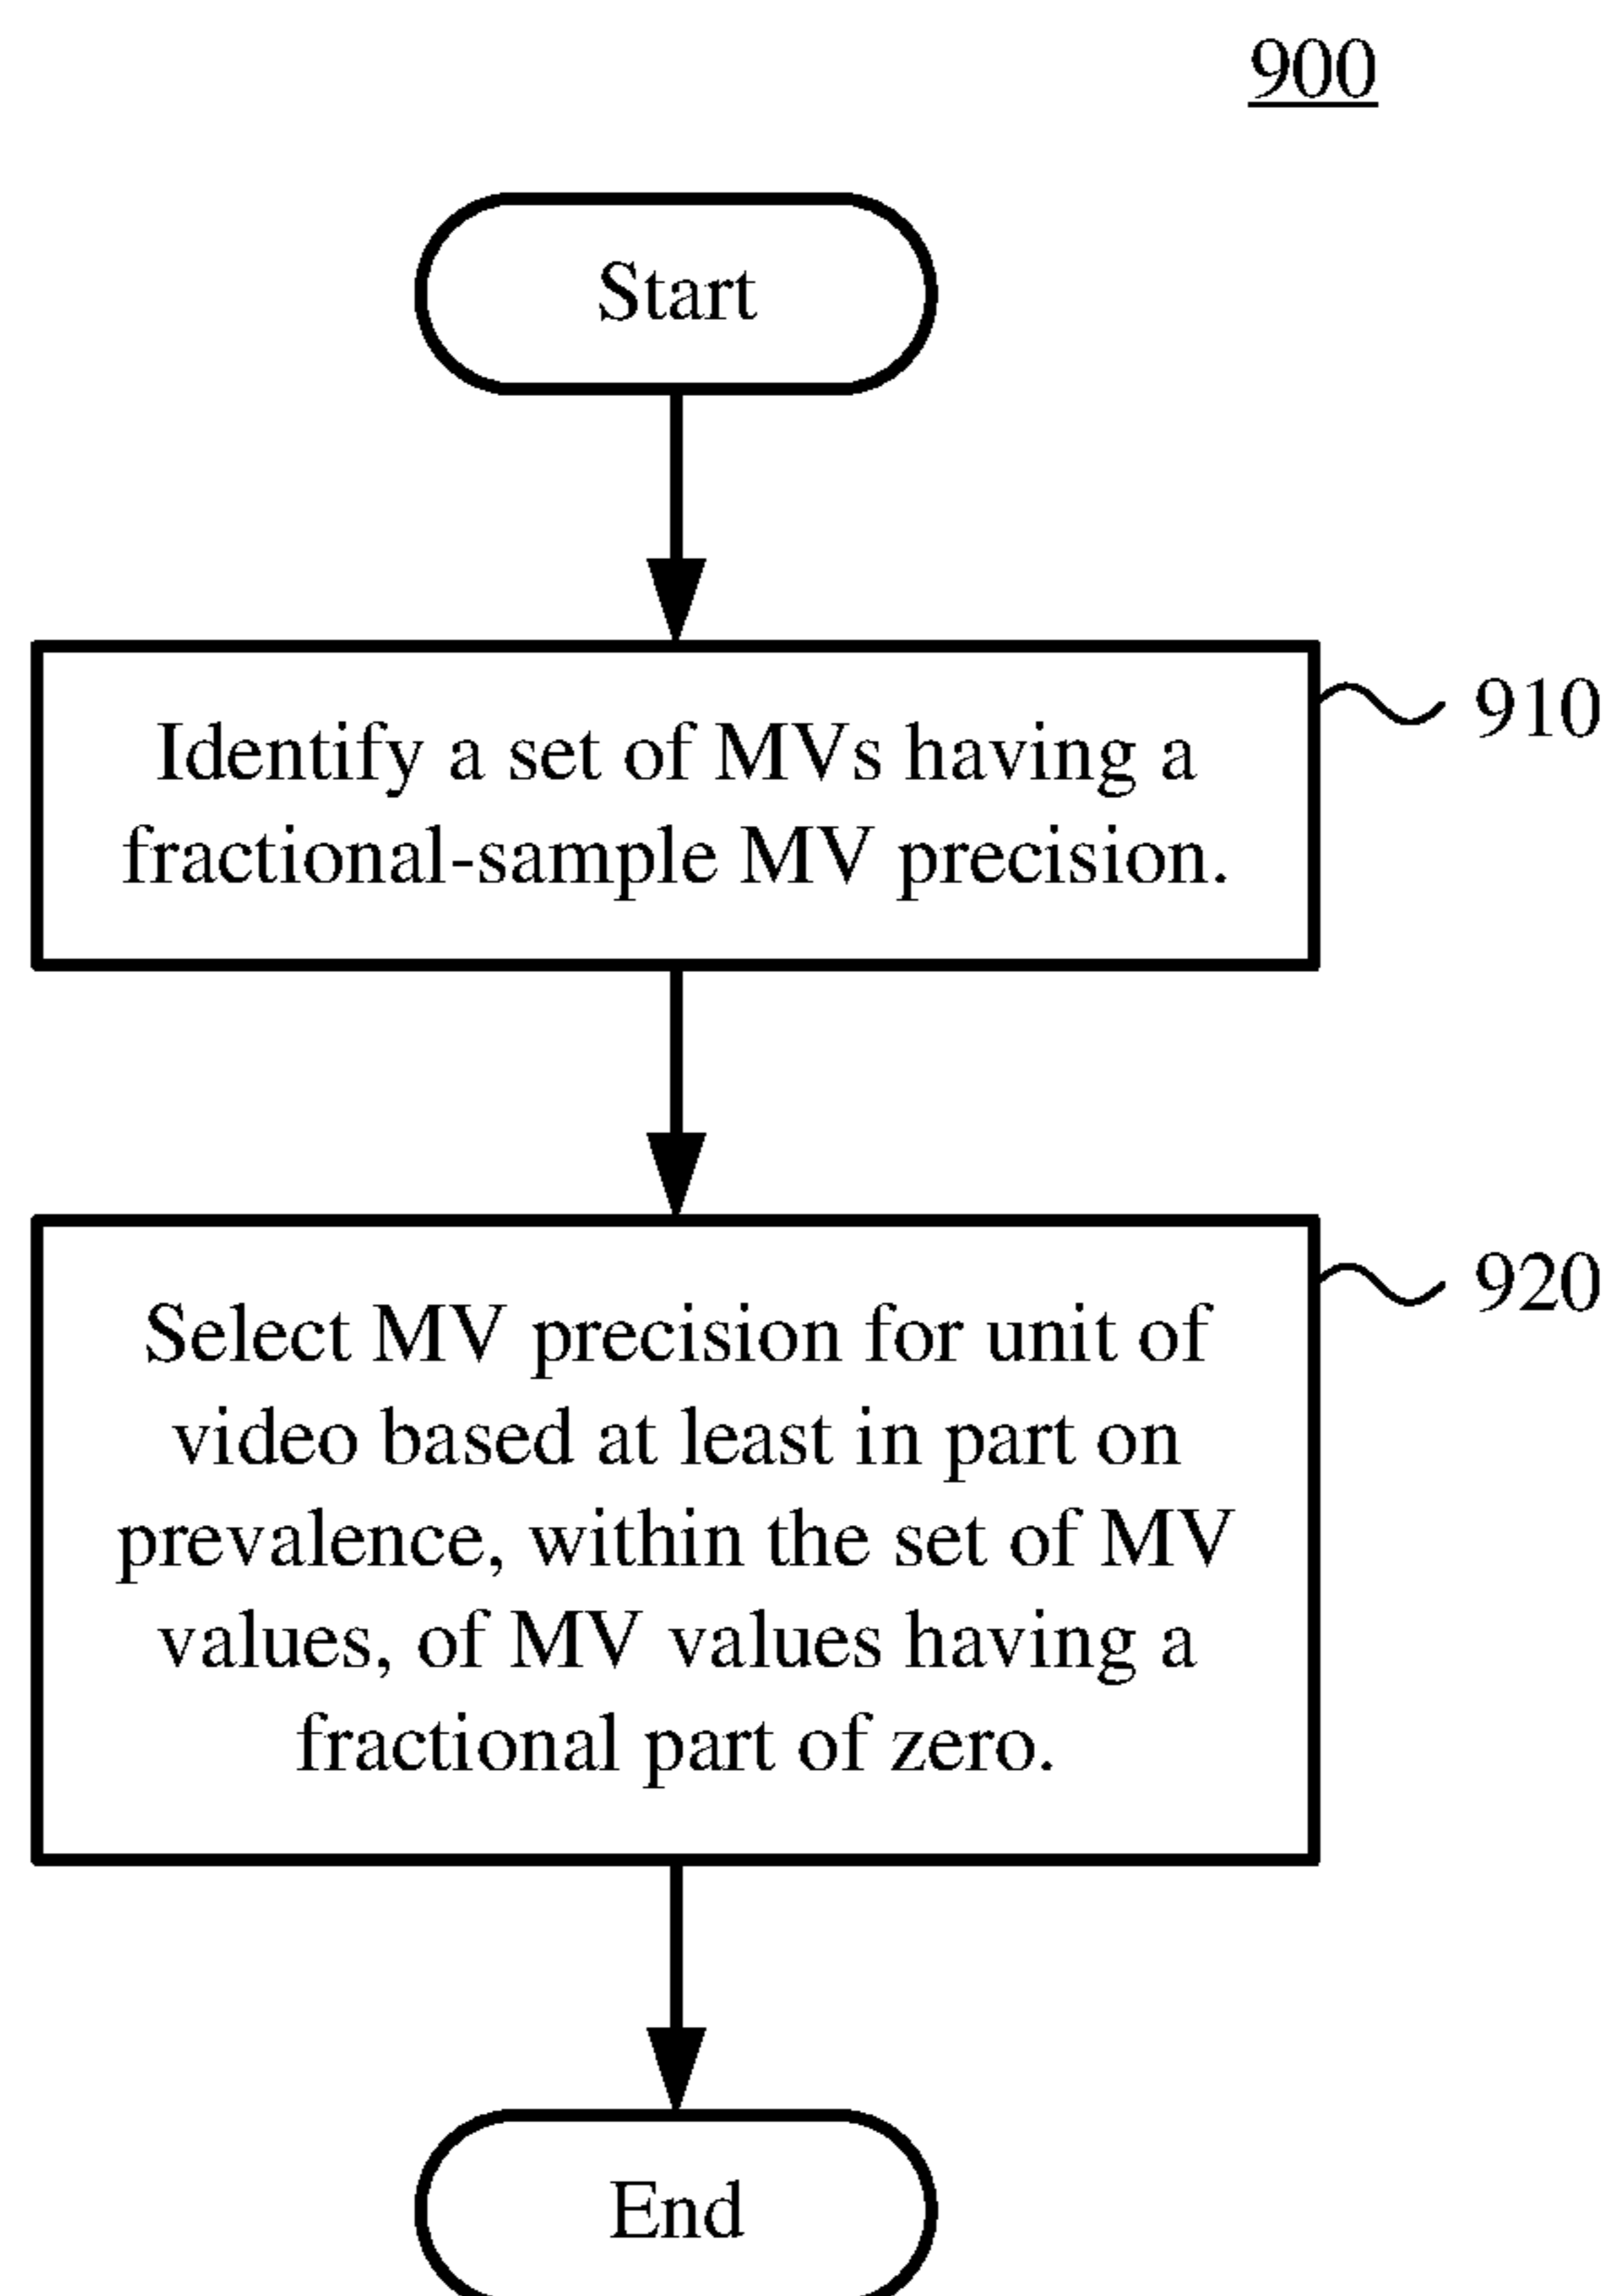 900
Start
Identify a set of MVs having a
fractional-sample MV precision.
910
Select MV precision for unit of
video based at least in part on
prevalence, within the set of MV
values, of MV values having a
fractional part of zero.
920
End